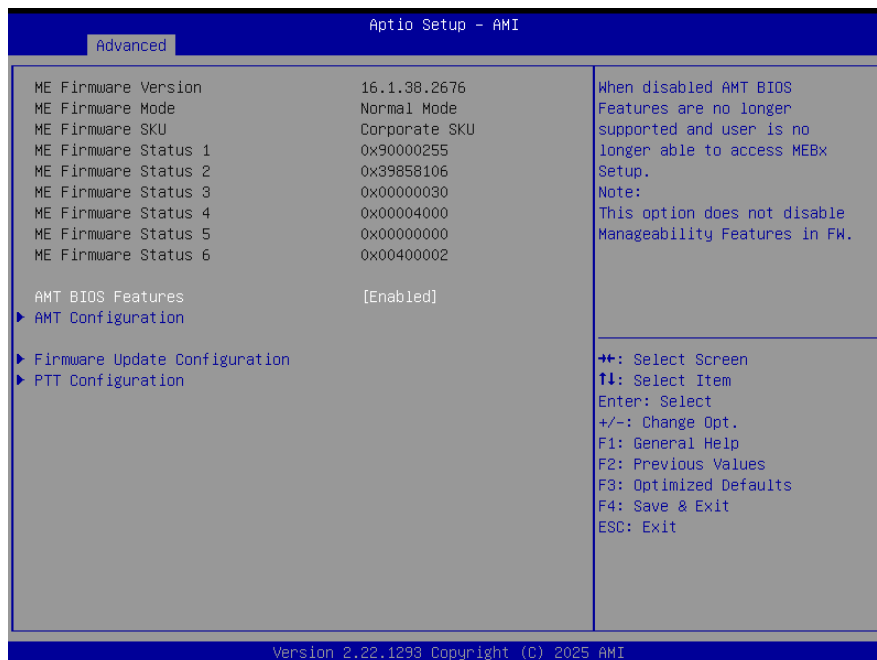 Aptio Setup – AMI
Advanced
ME Firmware Version 16.1.38.2676
ME Firmware Mode Normal Mode
ME Firmware SKU Corporate SKU
ME Firmware Status 1 0x90000255
ME Firmware Status 2 0x39858106
ME Firmware Status 3 0x00000030
ME Firmware Status 4 0x00004000
ME Firmware Status 5 0x00000000
ME Firmware Status 6 0x00400002
AMT BIOS Features [Enabled]
AMT Configuration
Firmware Update Configuration
PTT Configuration
When disabled AMT BIOS
Features are no longer
supported and user is no
longer able to access MEBx
Setup.
Note:
This option does not disable
Manageability Features in FW.
→←: Select Screen
↑↓: Select Item
Enter: Select
+/-: Change Opt.
F1: General Help
F2: Previous Values
F3: Optimized Defaults
F4: Save & Exit
ESC: Exit
Version 2.22.1293 Copyright (C) 2025 AMI